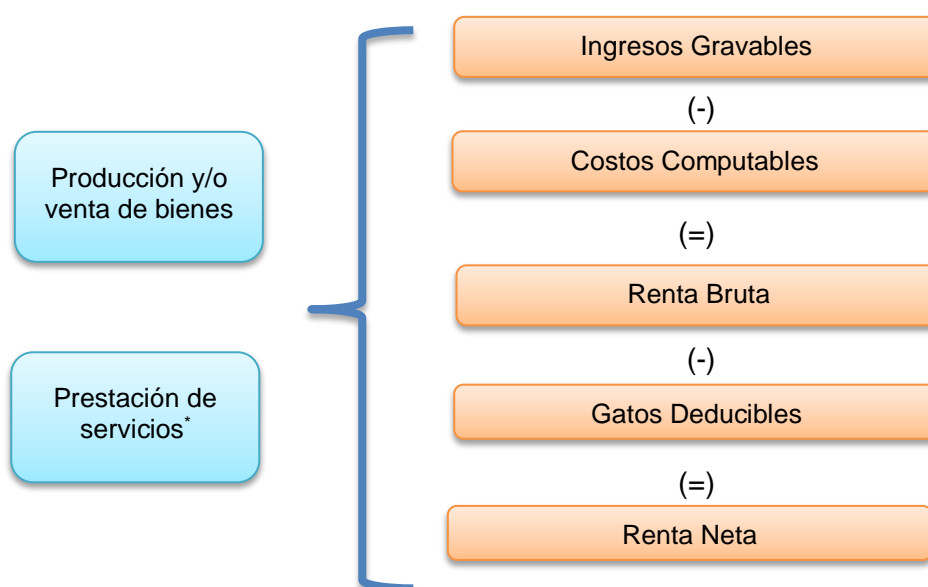 Producción y/o
venta de bienes
Prestación de
servicios*
Ingresos Gravables
(-)
Costos Computables
(=)
Renta Bruta
(-)
Gatos Deducibles
(=)
Renta Neta